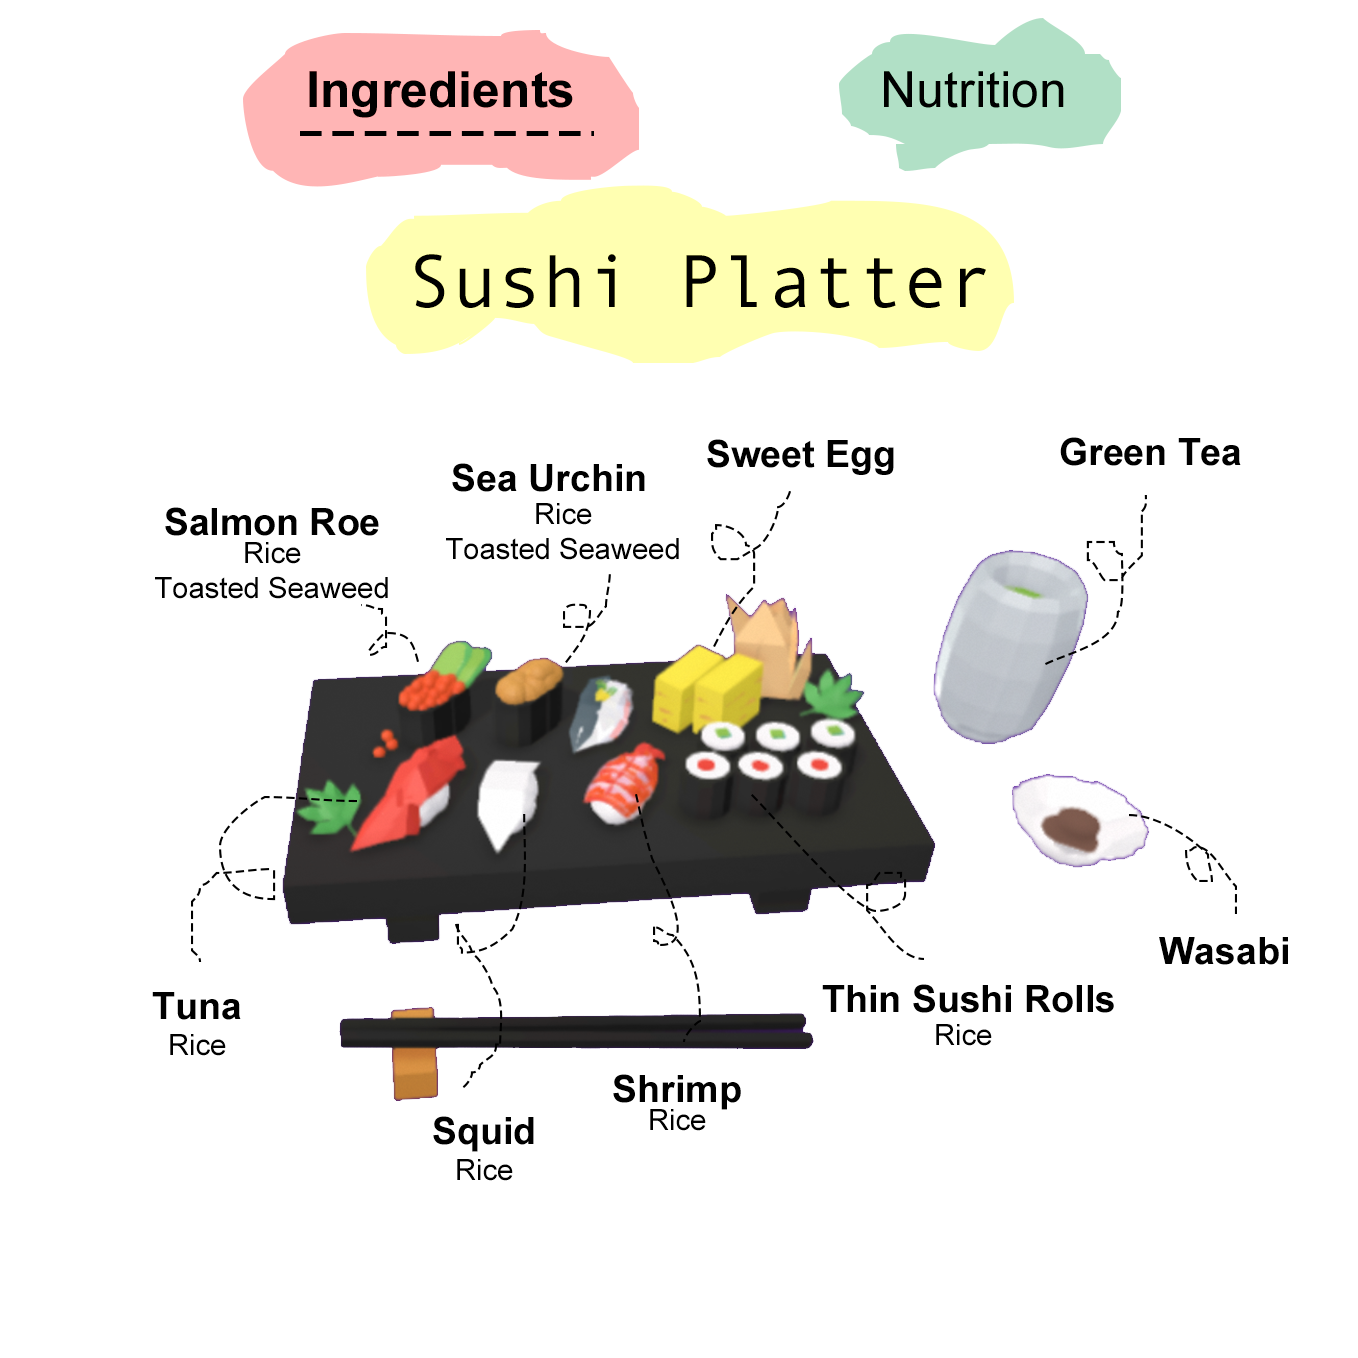 Ingredients
Nutrition
Sushi Platter
Sweet Egg
Green Tea
Sea Urchin
Rice
Toasted Seaweed
Salmon Roe
Rice
Toasted Seaweed
Wasabi
Thin Sushi Rolls
Rice
Tuna
Rice
Shrimp
Rice
Squid
Rice